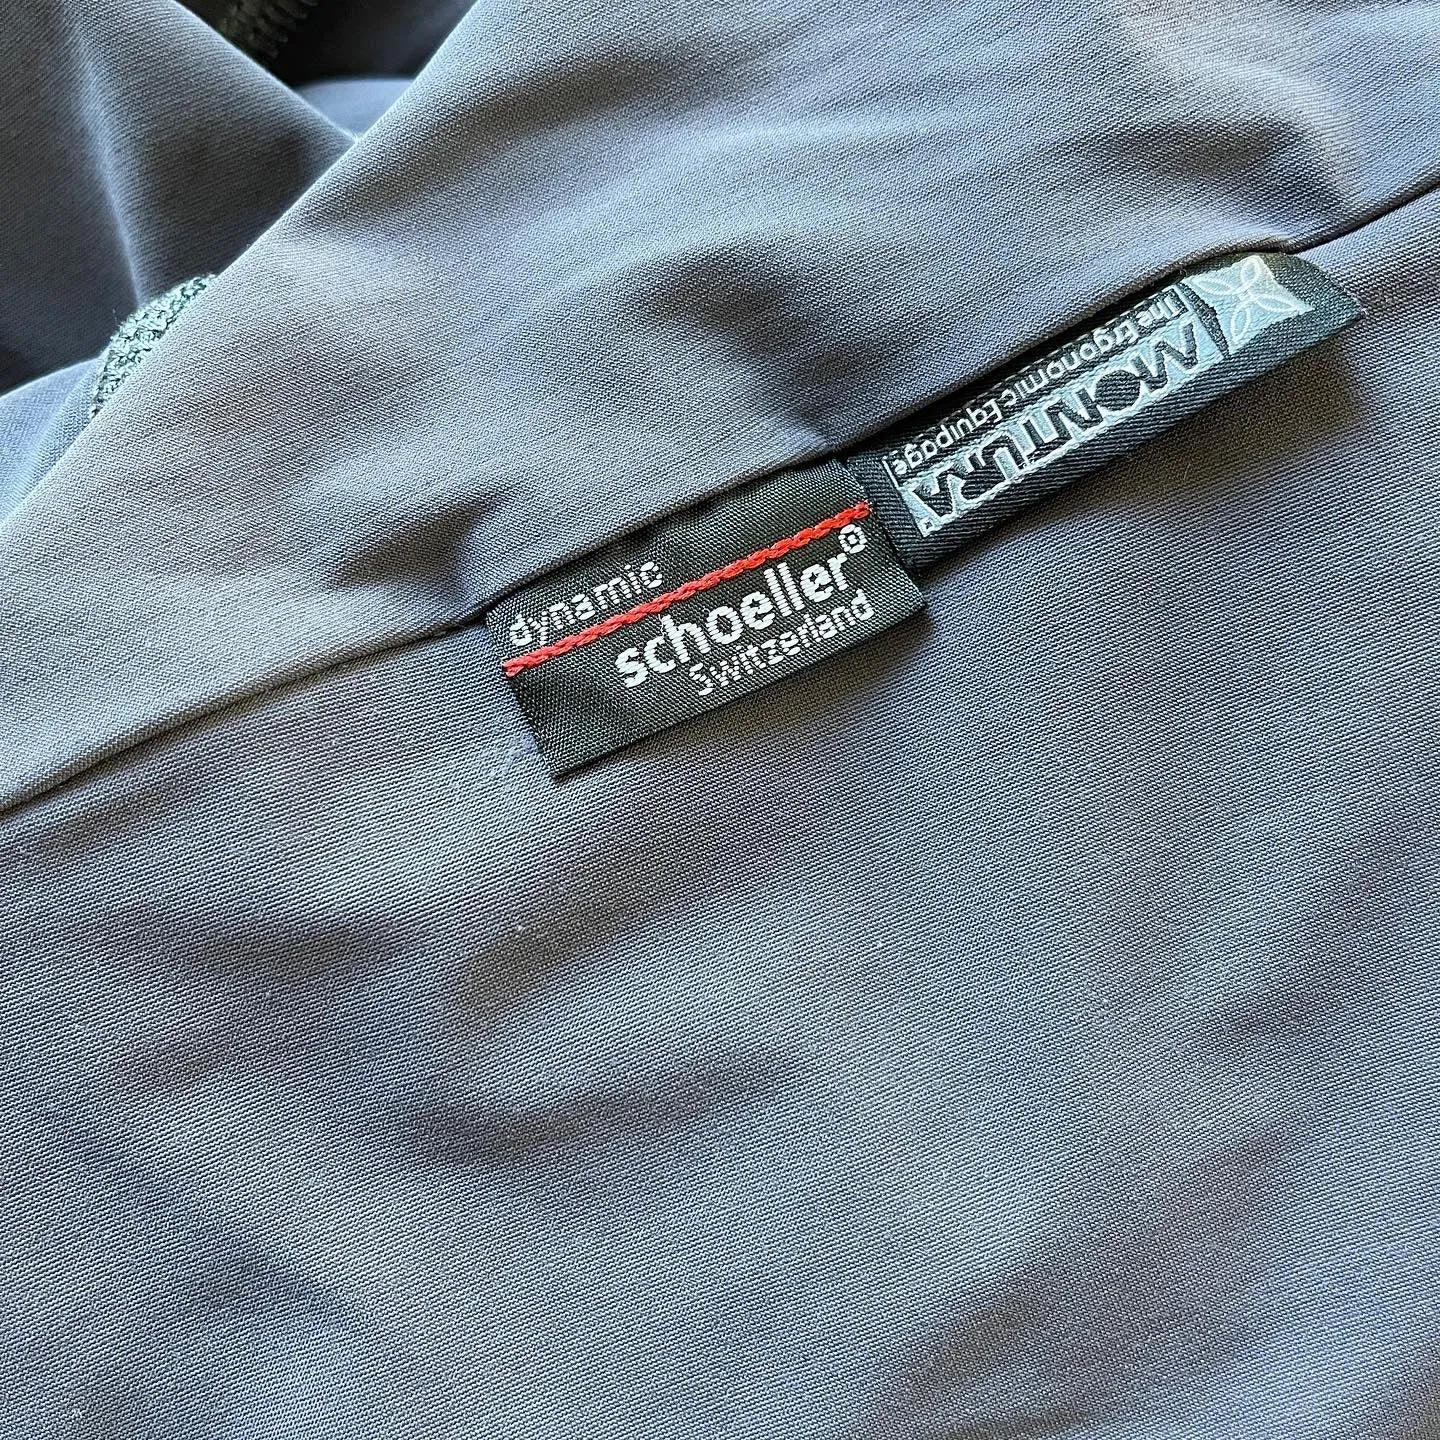 dynamic
schoeller®
Switzerland
MONTURA®
The Ergonomic Equipage|